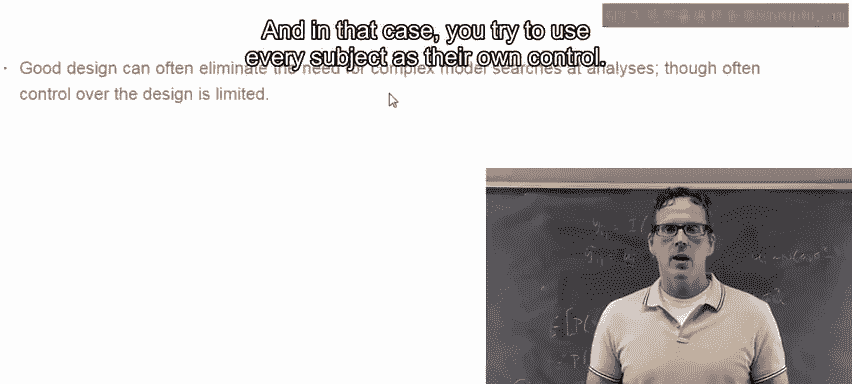 And in that case, you try to use
every subject as their own control.
· Good design can often eliminate the need for complex model searches at analyses; though often
control over the design is limited.